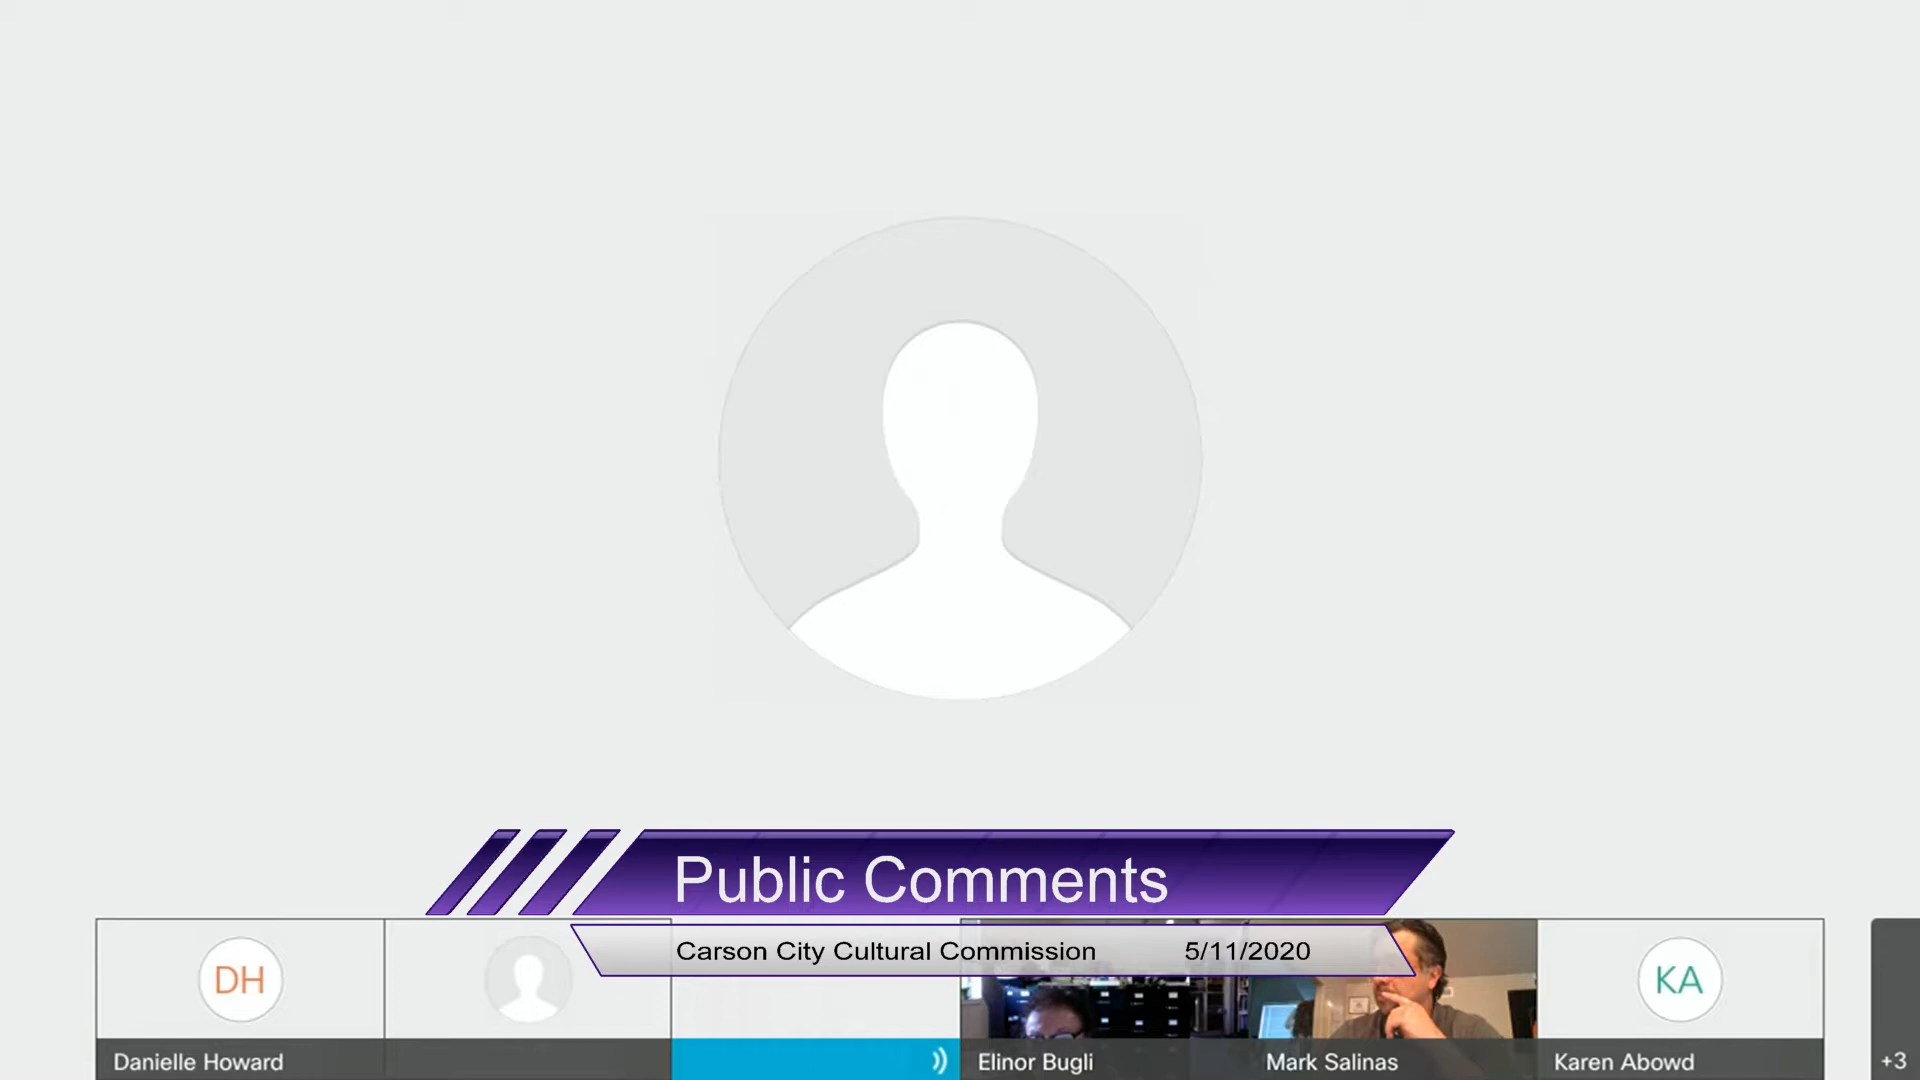 Public Comments
Carson City Cultural Commission 5/11/2020
DH
KA
Danielle Howard
Elinor Bugli
Mark Salinas
Karen Abowd
+3